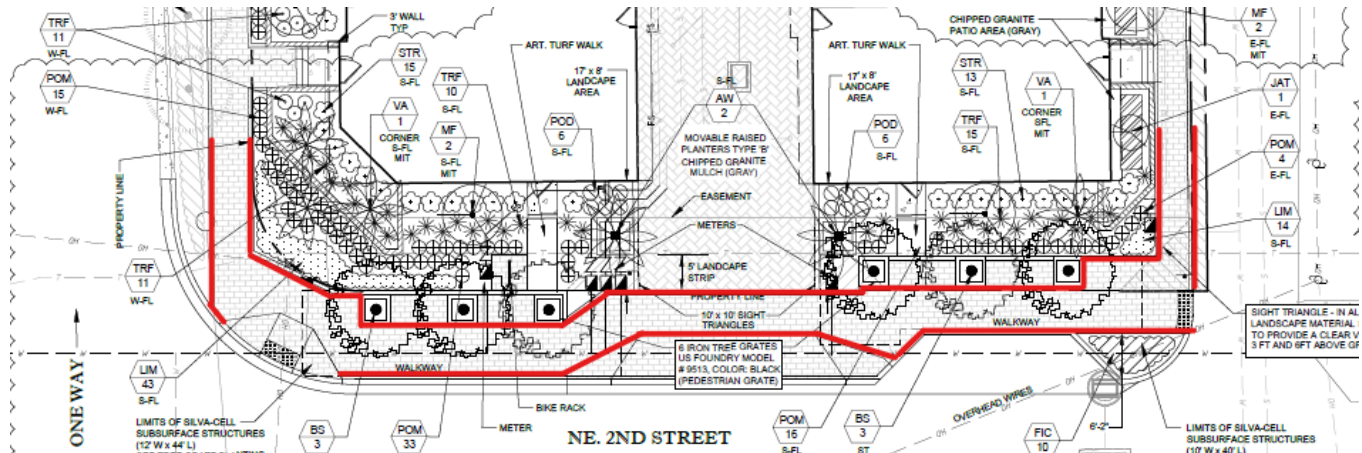 TRF
11
W-FL
POM
15
W-FL
3' WALL
TYP
STR
15
S-FL
ART. TURF WALK
TRF
10
S-FL
17' x 8'
LANDSCAPE
AREA
VA
1
CORNER
S-FL
MIT
MF
2
S-FL
MIT
POD
6
S-FL
S-FL
AW
2
MOVABLE RAISED
PLANTERS TYPE 'B'
CHIPPED GRANITE
MULCH (GRAY)
EASEMENT
METERS
CHIPPED GRANITE
PATIO AREA (GRAY)
ART. TURF WALK
17' x 8'
LANDSCAPE
AREA
STR
13
S-FL
VA
1
CORNER
SFL
MIT
POD
6
S-FL
TRF
15
S-FL
MF
2
E-FL
MIT
JAT
1
E-FL
POM
4
E-FL
LIM
14
S-FL
PROPERTY LINE
TRF
11
W-FL
5' LANDSCAPE
STRIP
PROPERTY LINE
10' x 10' SIGHT
TRIANGLES
WALKWAY
SIGHT TRIANGLE - IN AL
LANDSCAPE MATERIAL
TO PROVIDE A CLEAR V
3 FT AND 6FT ABOVE GR
ONE WAY
LIM
43
S-FL
WALKWAY
6 IRON TREE GRATES
US FOUNDRY MODEL
# 9513, COLOR: BLACK
(PEDESTRIAN GRATE)
BIKE RACK
METER
LIMITS OF SILVA-CELL
SUBSURFACE STRUCTURES
(12' W x 44' L)
BS
3
POM
33
NE. 2ND STREET
POM
16
S-FL
BS
3
ST
OVERHEAD WIRES
FIC
10
6'-2"
LIMITS OF SILVA-CELL
SUBSURFACE STRUCTURES
(10' W x 40' L)